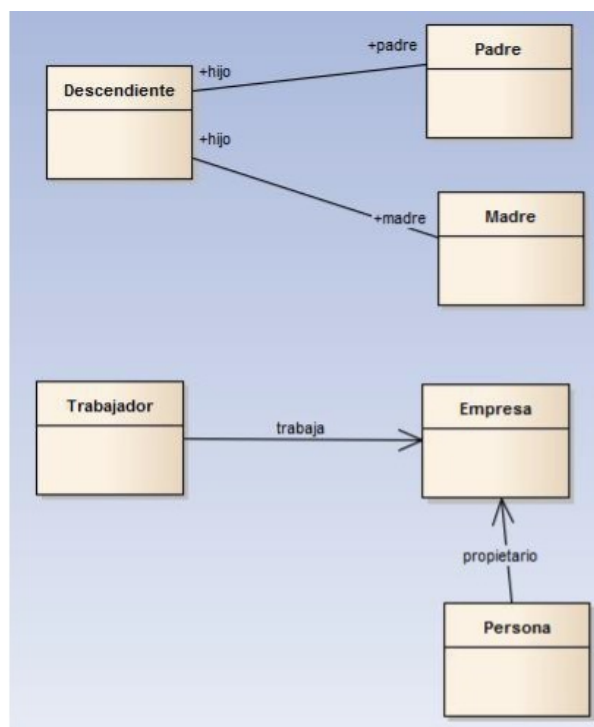 +padre
Padre
+hijo
Descendiente
+hijo
+madre
Madre
Trabajador
trabaja
Empresa
propietario
Persona